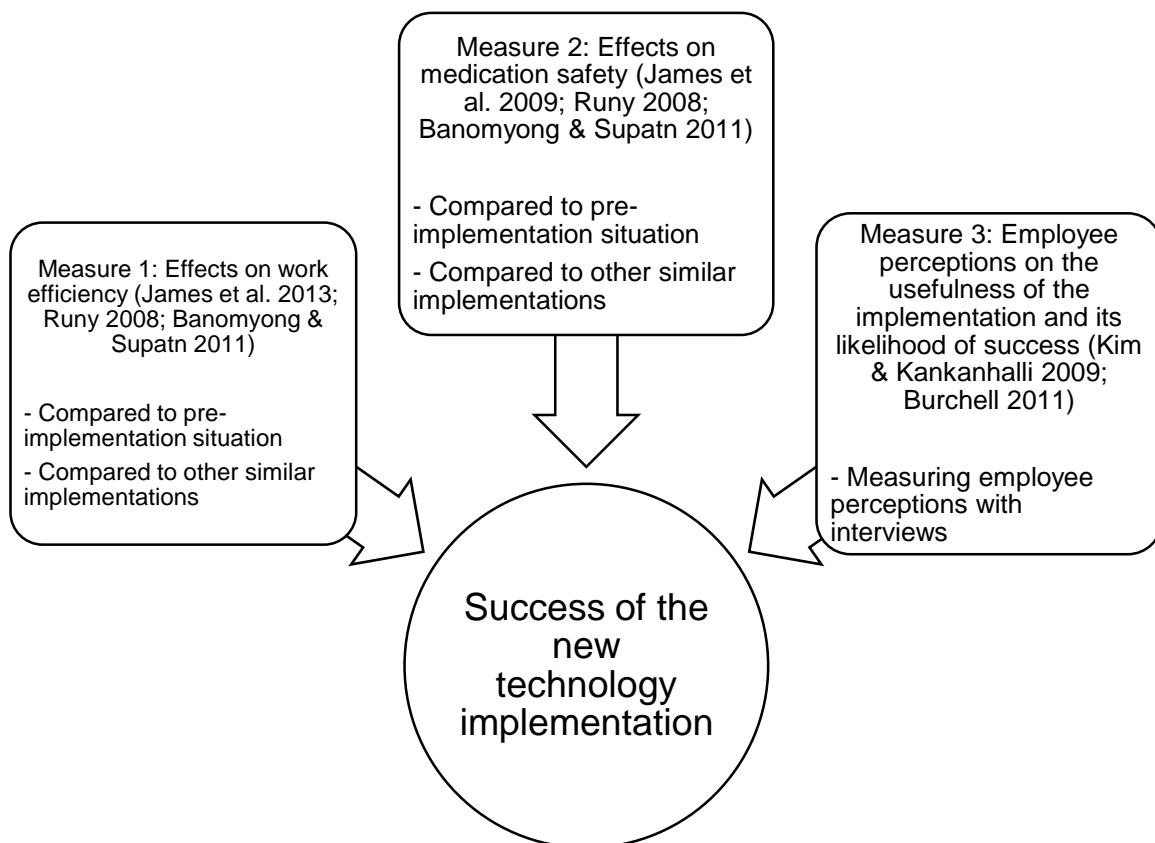 Measure 1: Effects on work
efficiency (James et al. 2013;
Runy 2008; Banomyong &
Supatn 2011)
- Compared to pre-
implementation situation
- Compared to other similar
implementations
Measure 2: Effects on
medication safety (James et
al. 2009; Runy 2008;
Banomyong & Supatn 2011)
- Compared to pre-
implementation situation
- Compared to other similar
implementations
Measure 3: Employee
perceptions on the
usefulness of the
implementation and its
likelihood of success (Kim
& Kankanhalli 2009;
Burchell 2011)
- Measuring employee
perceptions with
interviews
Success of the
new
technology
implementation